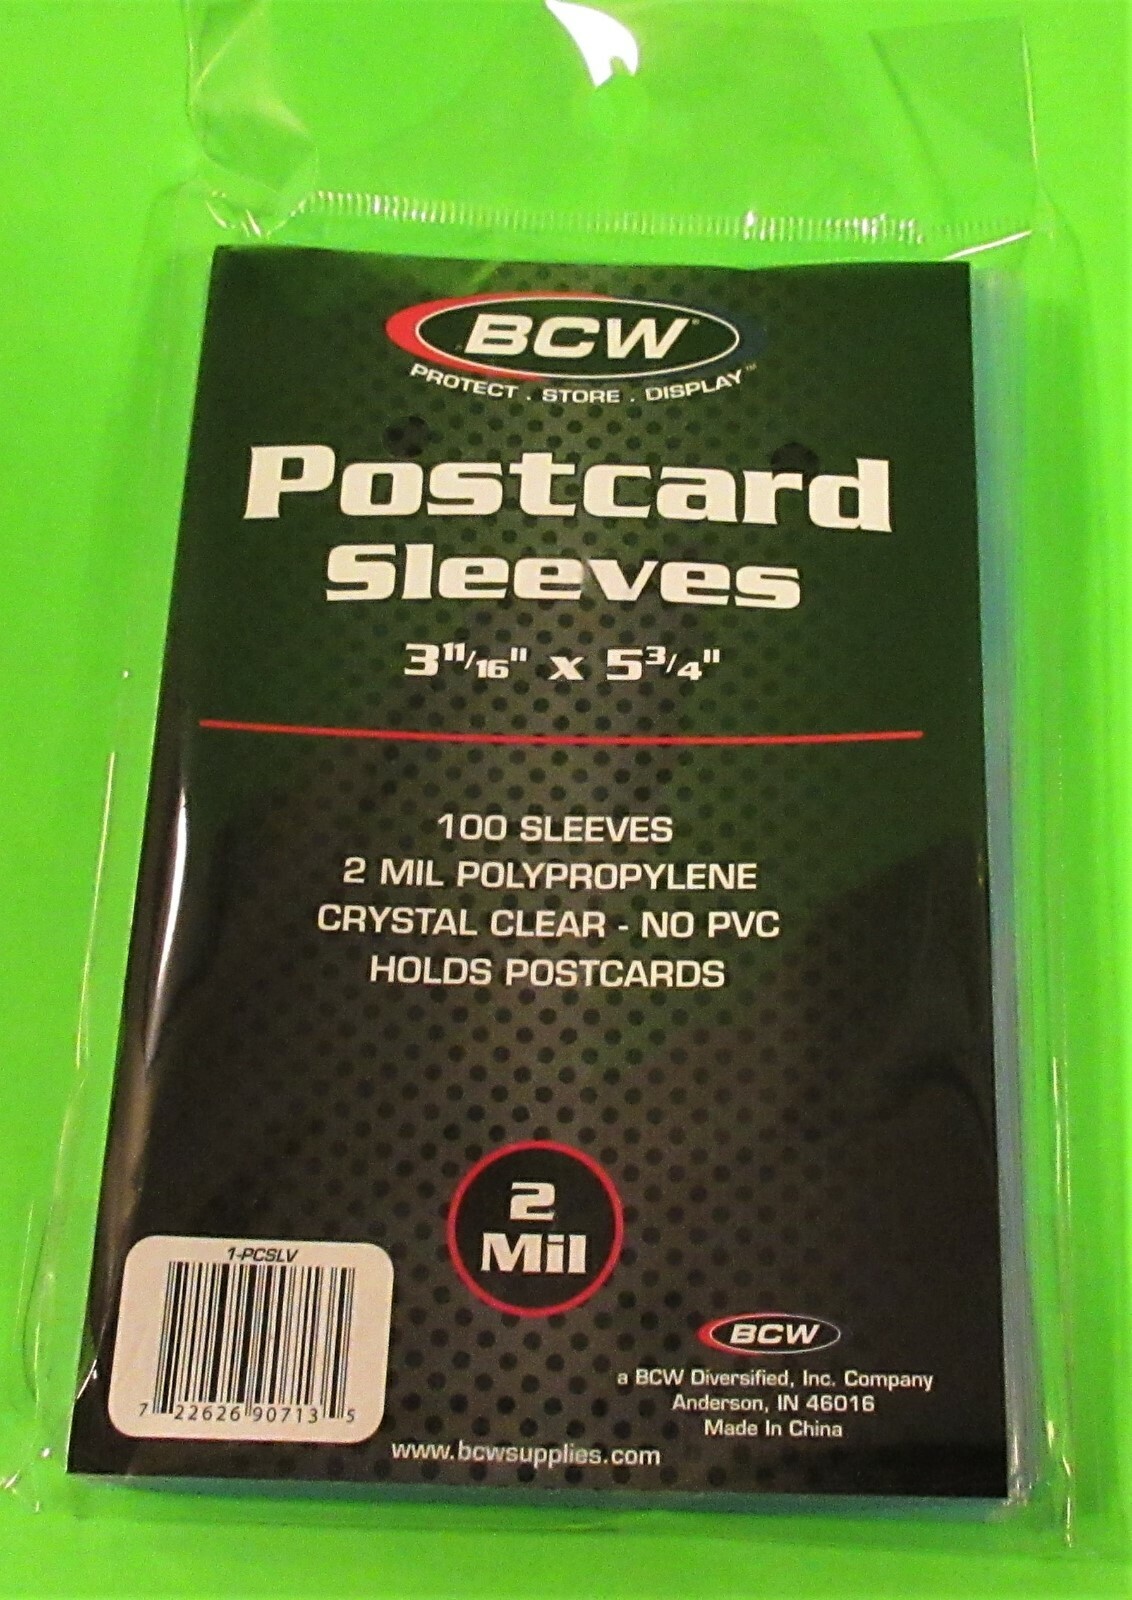 BCW®
PROTECT . STORE . DISPLAY™
Postcard
Sleeves
3 11/16" x 5 3/4"
100 SLEEVES
2 MIL POLYPROPYLENE
CRYSTAL CLEAR - NO PVC
HOLDS POSTCARDS
2
Mil
1-PCSLV
7 22626 90713 5
BCW
a BCW Diversified, Inc. Company
Anderson, IN 46016
Made In China
www.bcwsupplies.com